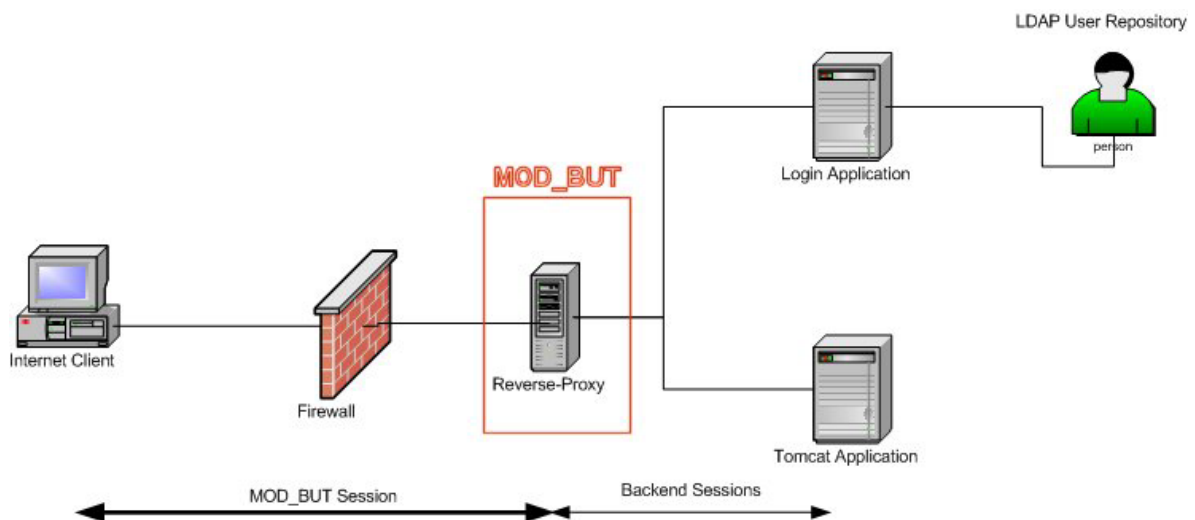 LDAP User Repository
person
Login Application
MOD_BUT
Internet Client
Firewall
Reverse-Proxy
Tomcat Application
MOD_BUT Session
Backend Sessions